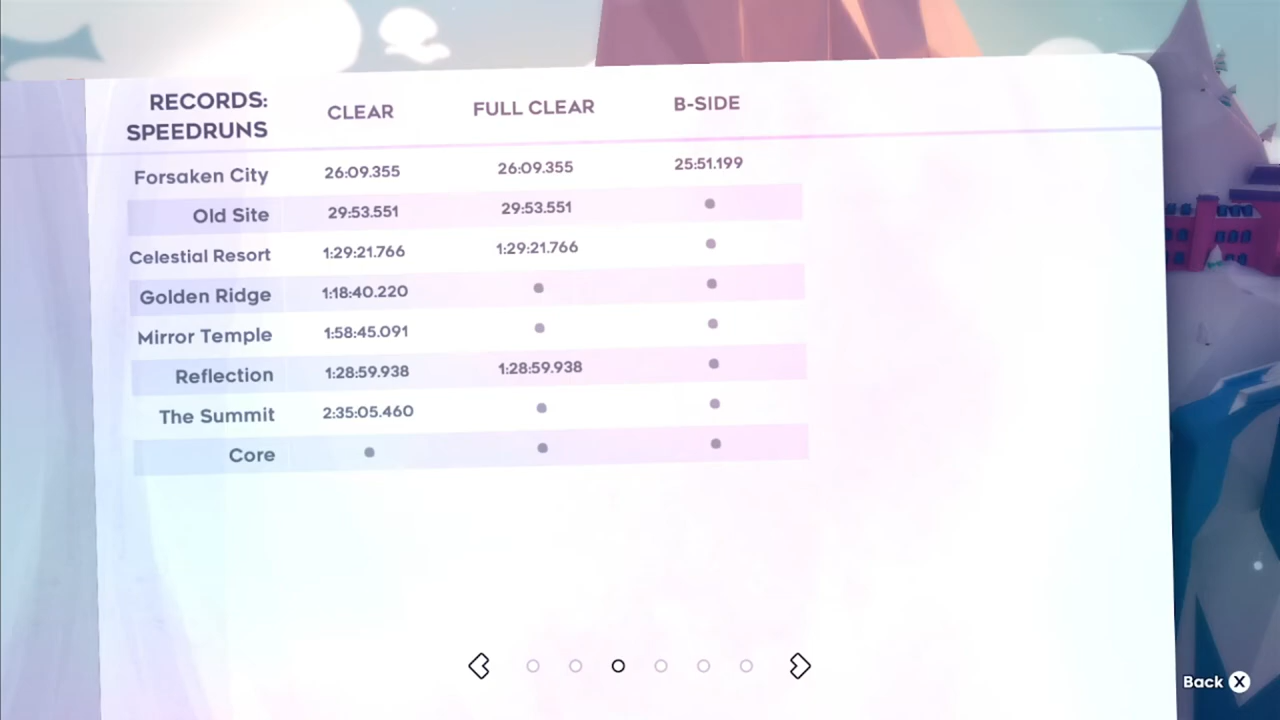 RECORDS: SPEEDRUNS CLEAR FULL CLEAR B-SIDE
Forsaken City 26:09.355 26:09.355 25:51.199
Old Site 29:53.551 29:53.551
Celestial Resort 1:29:21.766 1:29:21.766
Golden Ridge 1:18:40.220
Mirror Temple 1:58:45.091
Reflection 1:28:59.938 1:28:59.938
The Summit 2:35:05.460
Core
Back X